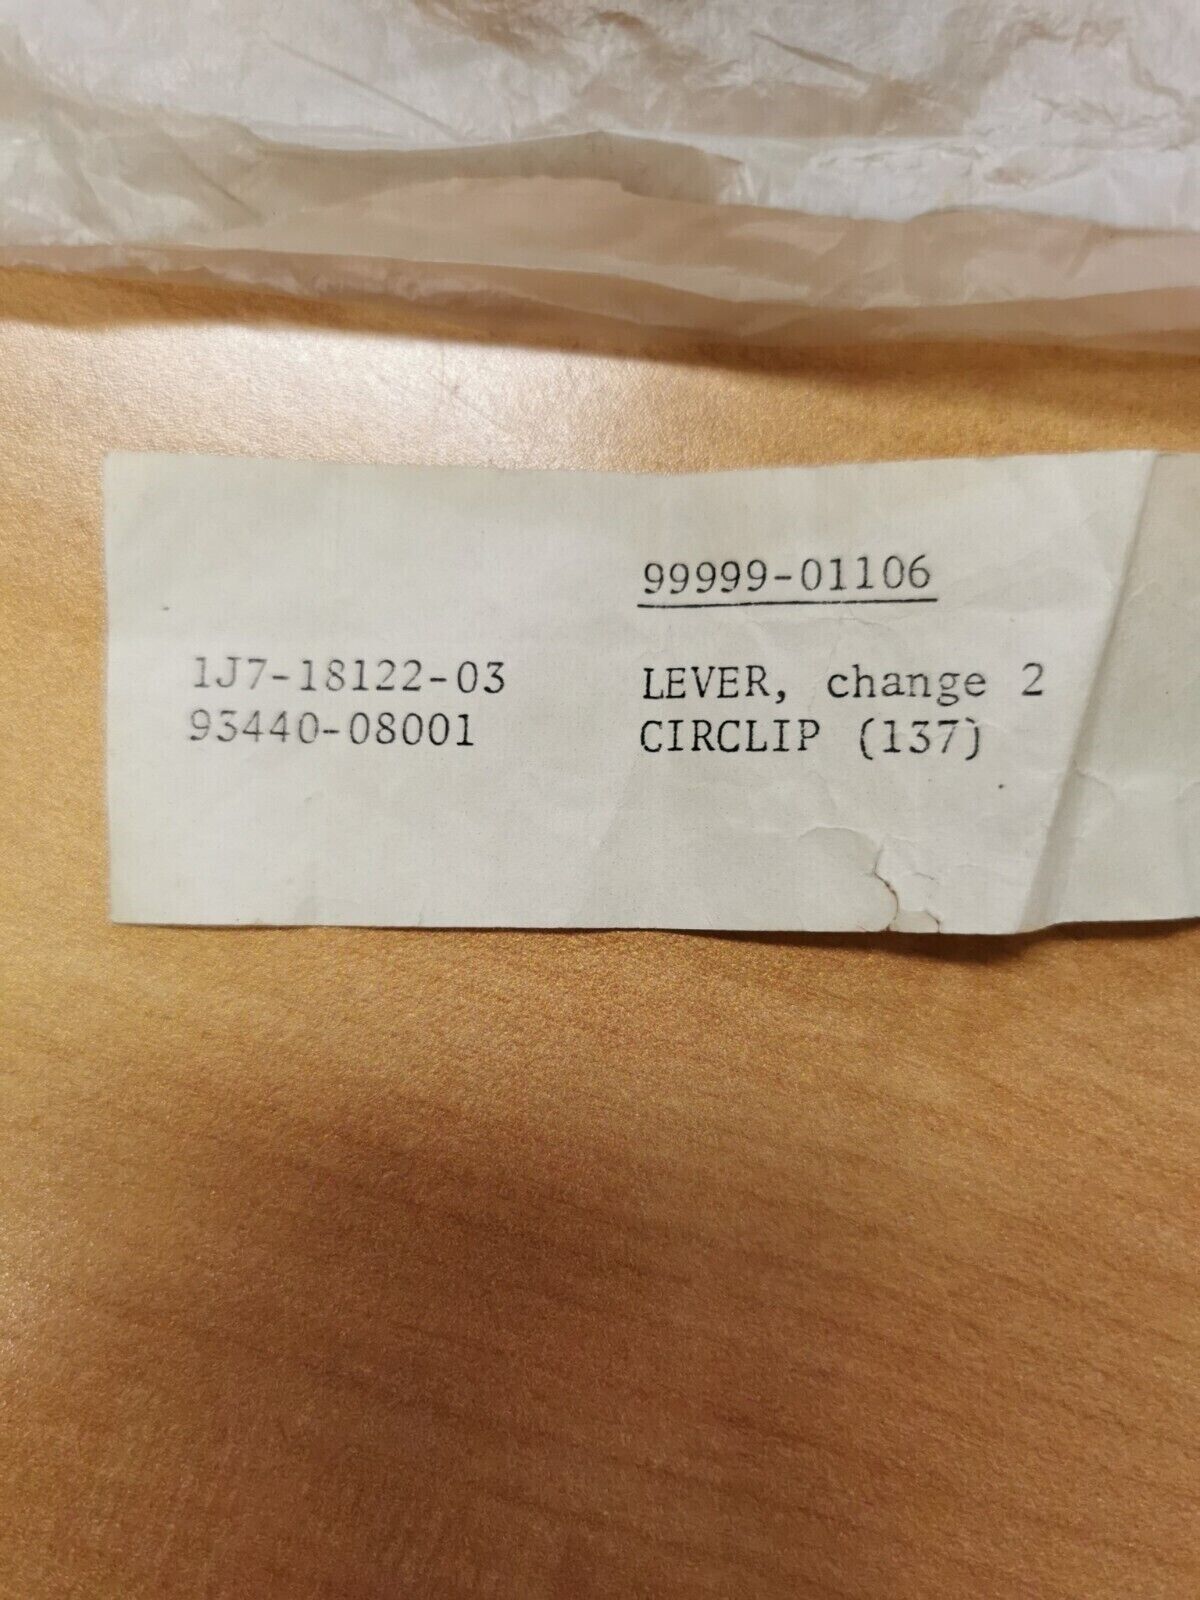 99999-01106
1J7-18122-03 LEVER, change 2
93440-08001 CIRCLIP (137)